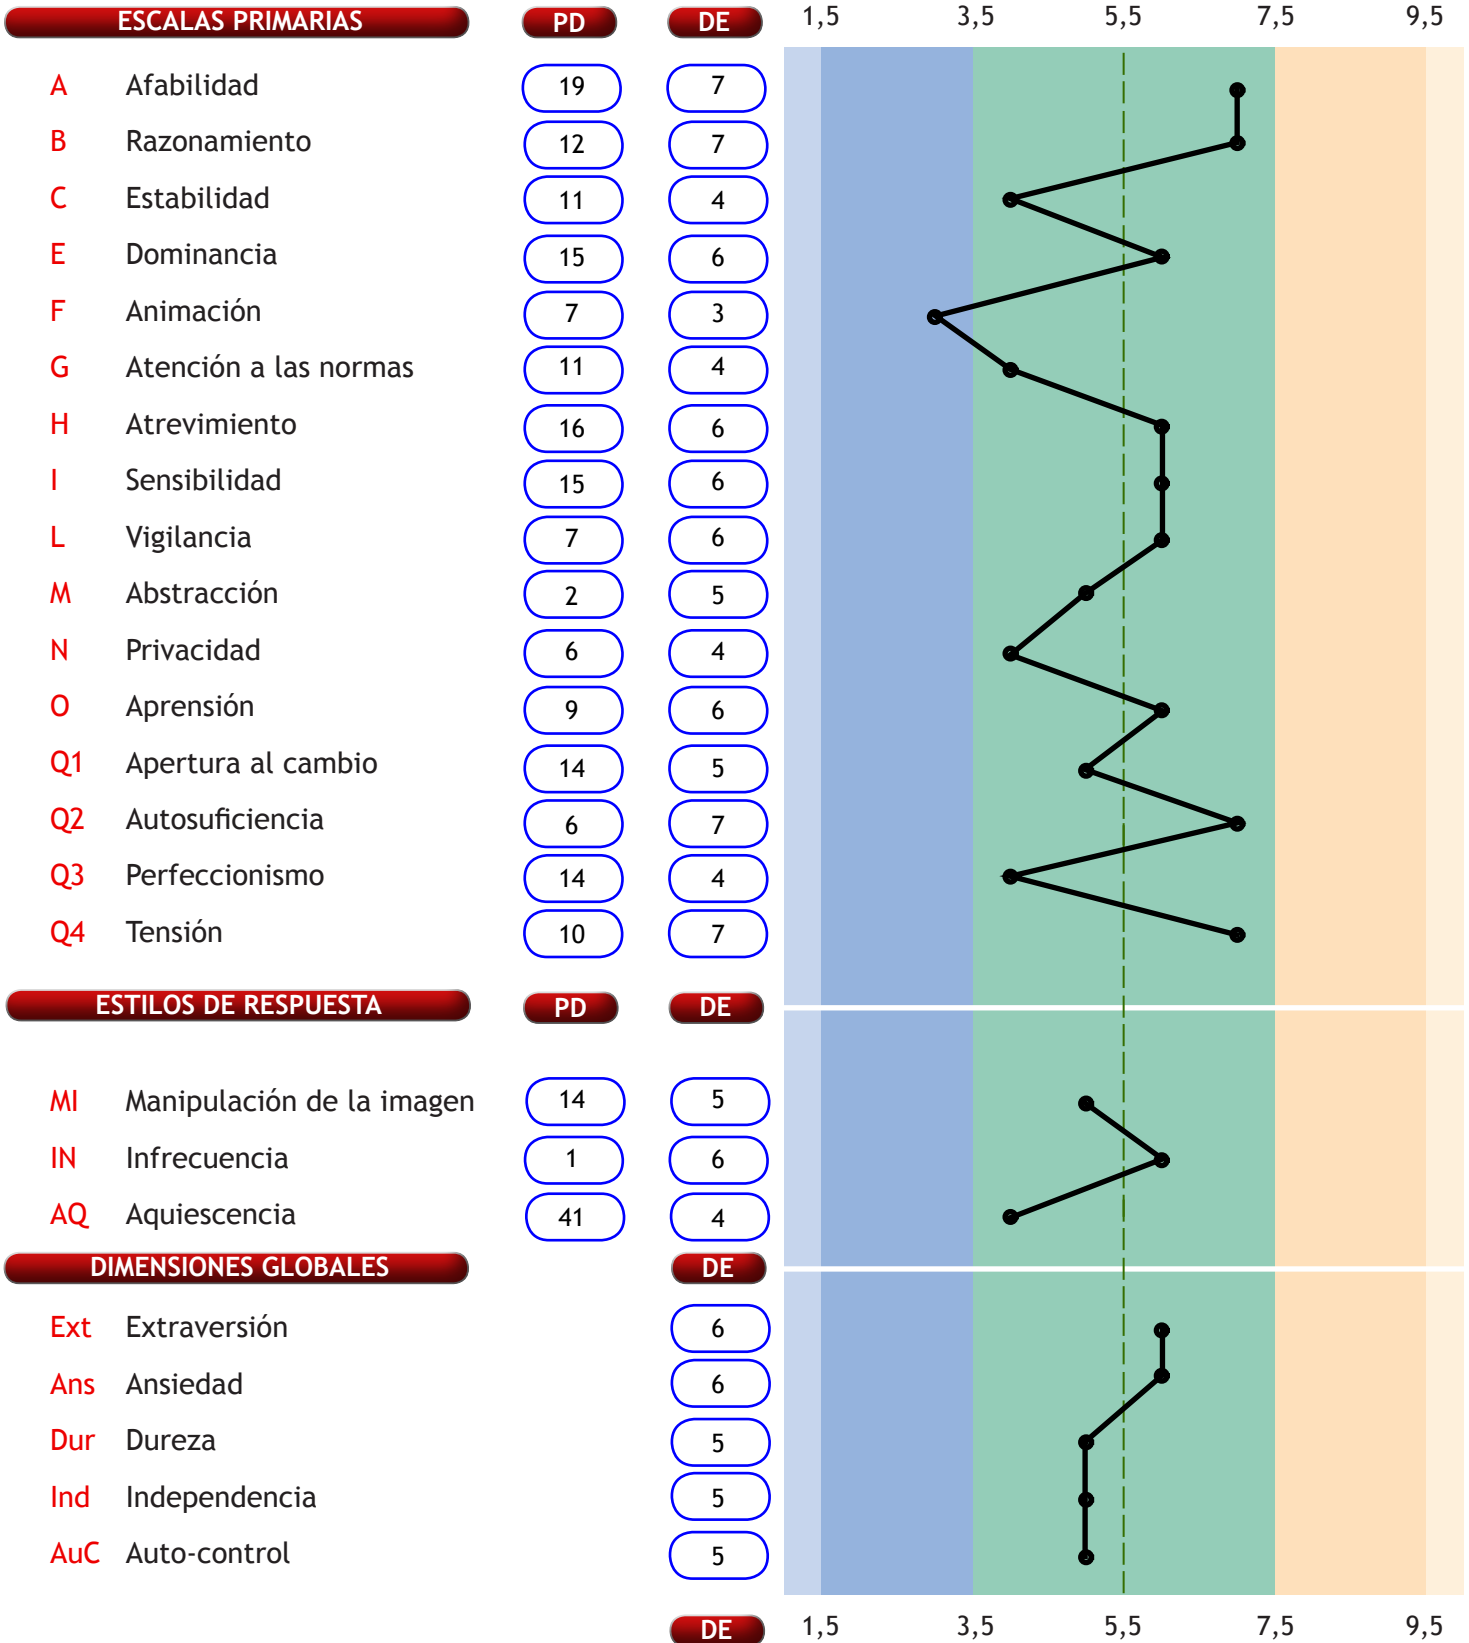 ESCALAS PRIMARIAS PD DE 1,5 3,5 5,5 7,5 9,5
A Afabilidad 19 7
B Razonamiento 12 7
C Estabilidad 11 4
E Dominancia 15 6
F Animación 7 3
G Atención a las normas 11 4
H Atrevimiento 16 6
I Sensibilidad 15 6
L Vigilancia 7 6
M Abstracción 2 5
N Privacidad 6 4
O Aprensión 9 6
Q1 Apertura al cambio 14 5
Q2 Autosuficiencia 6 7
Q3 Perfeccionismo 14 4
Q4 Tensión 10 7
ESTILOS DE RESPUESTA PD DE
MI Manipulación de la imagen 14 5
IN Infrecuencia 1 6
AQ Aquiescencia 41 4
DIMENSIONES GLOBALES DE
Ext Extraversión 6
Ans Ansiedad 6
Dur Dureza 5
Ind Independencia 5
AuC Auto-control 5
DE 1,5 3,5 5,5 7,5 9,5